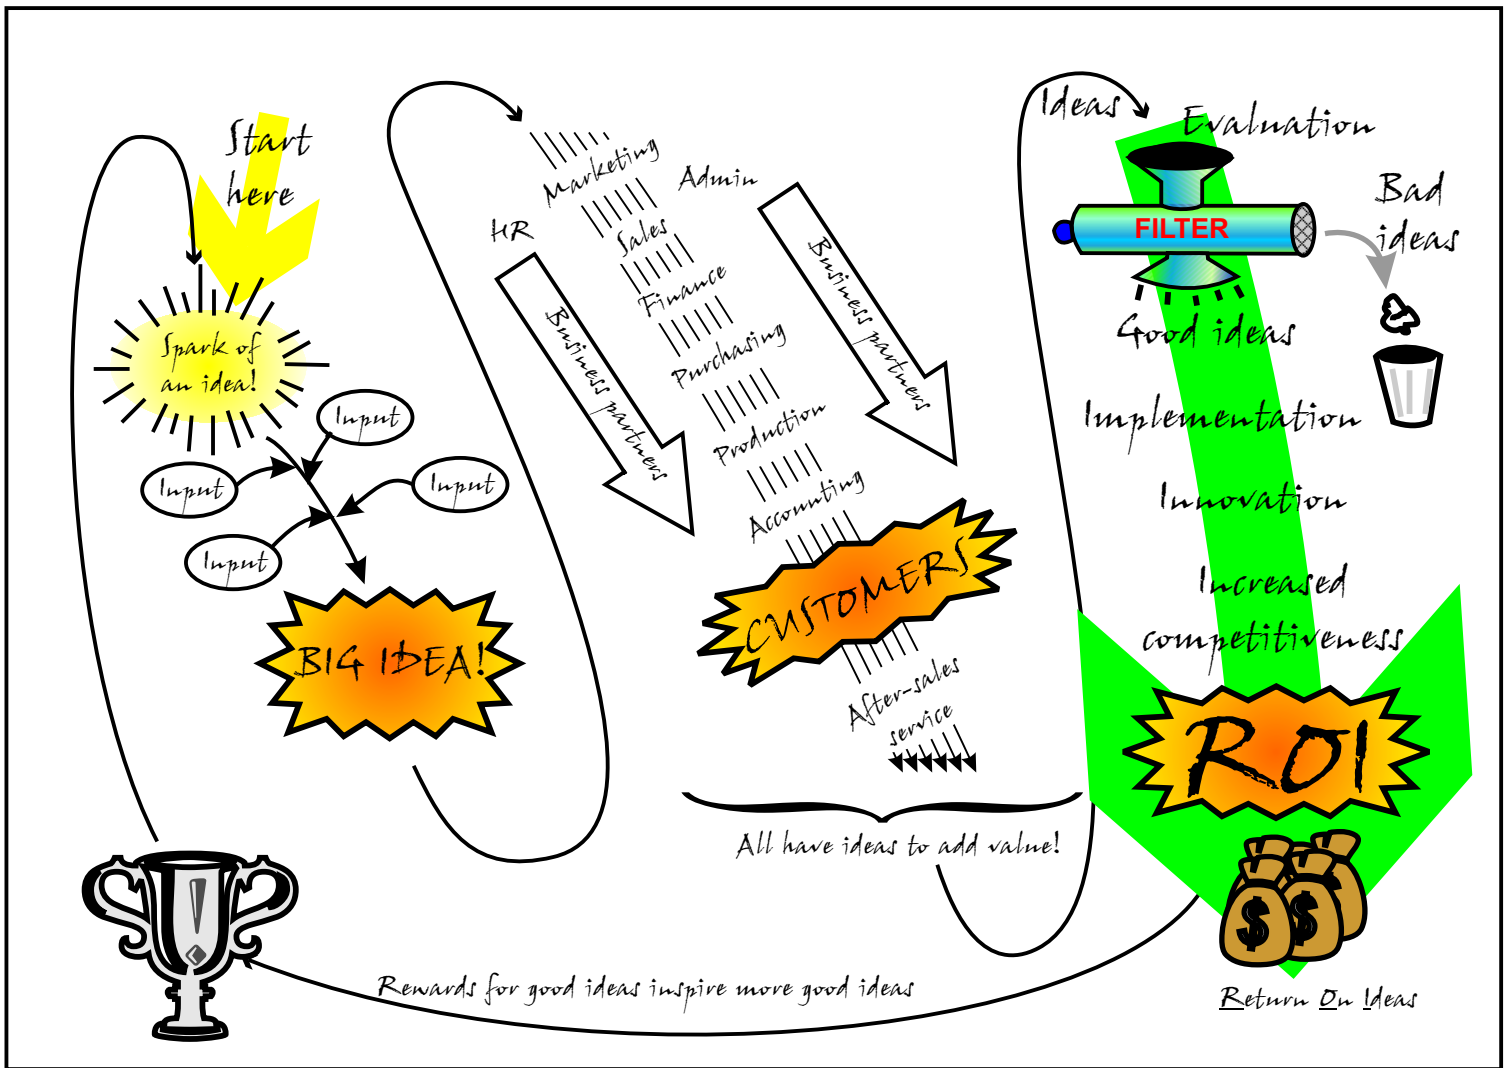 Start
here
Spark of
an idea!
Input
Input
Input
Input
BIG IDEA!
HR
Admin
Business partners
Business partners
Marketing
Sales
Finance
Purchasing
Production
Accounting
CUSTOMERS
After-sales
service
All have ideas to add value!
Ideas
Evaluation
FILTER
Bad
ideas
Good ideas
Implementation
Innovation
Increased
competitiveness
ROI
$
$
Return On Ideas
Rewards for good ideas inspire more good ideas